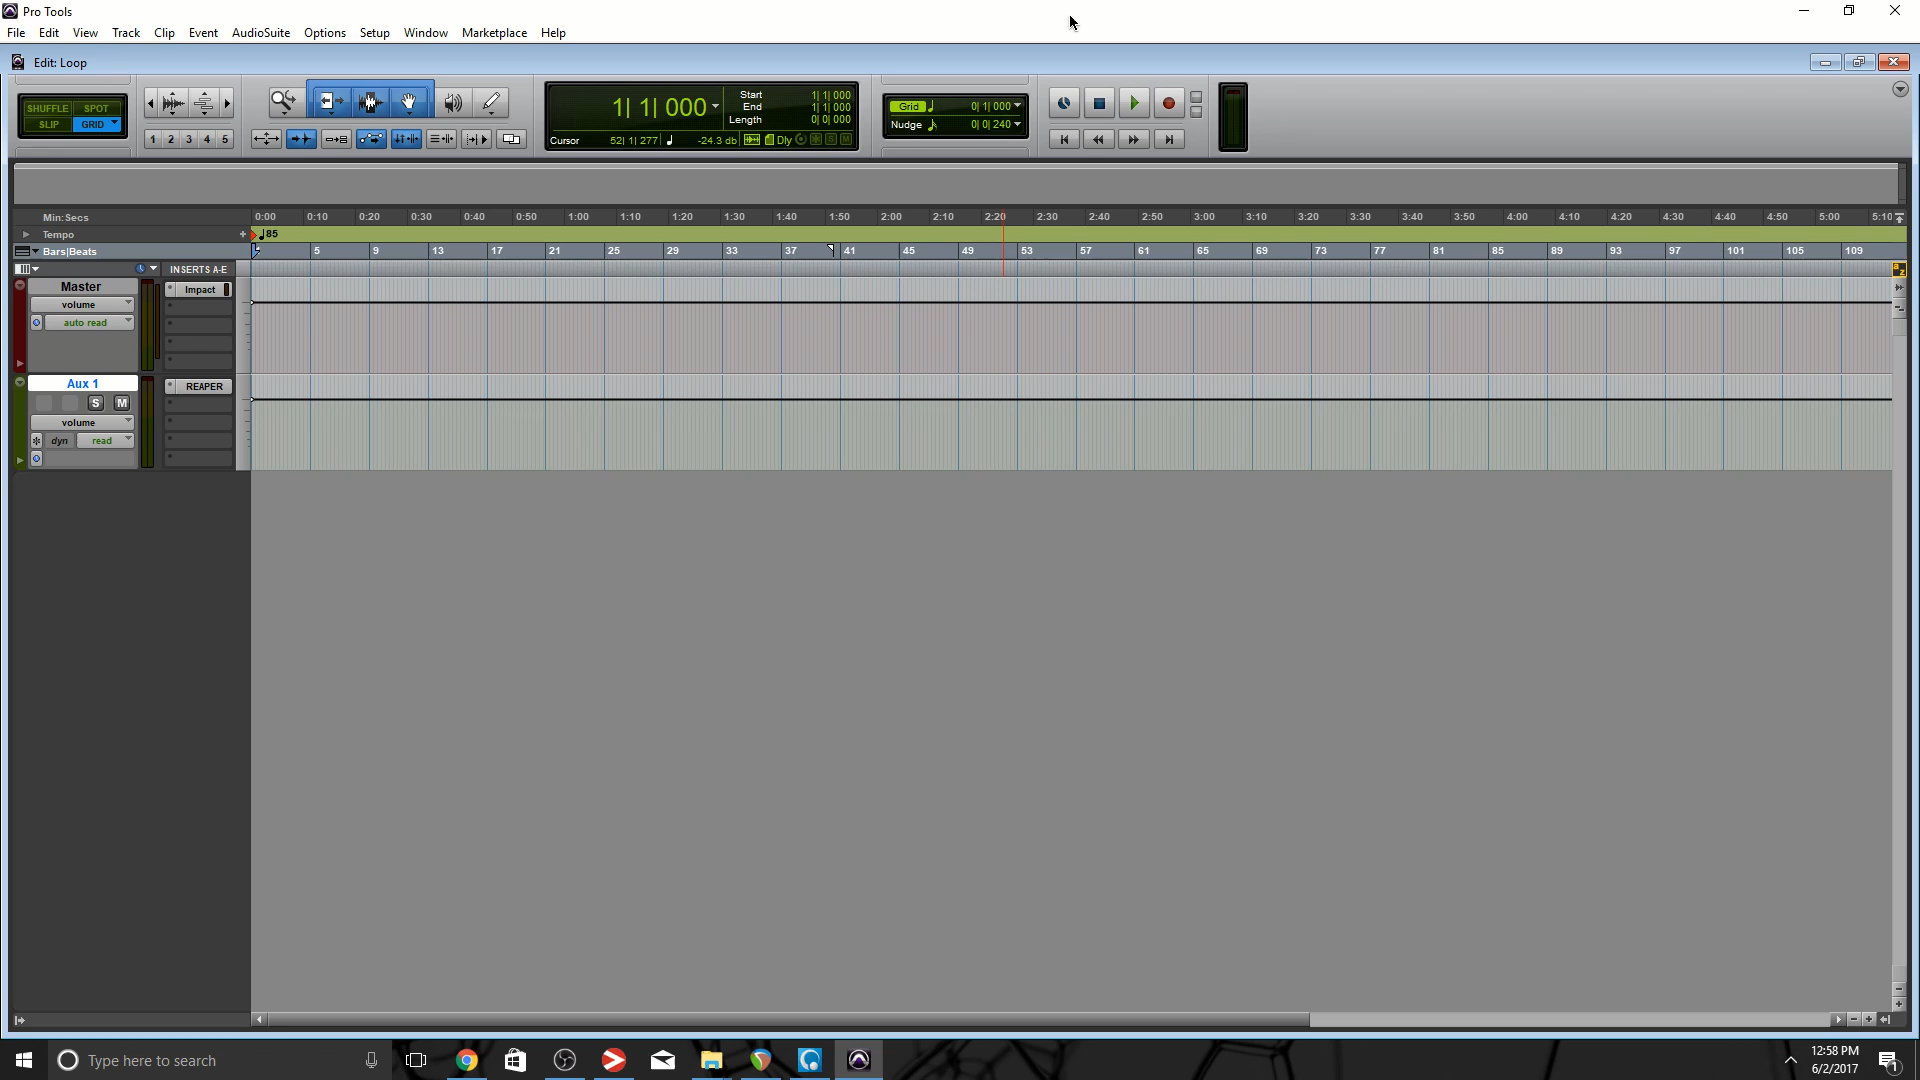 Pro Tools
File Edit View Track Clip Event AudioSuite Options Setup Window Marketplace Help
Edit: Loop
SHUFFLE SPOT
SLIP GRID
1 2 3 4 5
1| 1| 000
Start 1| 1| 000
End 1| 1| 000
Length 0| 0| 000
Cursor 52| 1| 277 -24.3 db Dly S M
Grid 0| 1| 000
Nudge 0| 0| 240
Min:Secs 0:00 0:10 0:20 0:30 0:40 0:50 1:00 1:10 1:20 1:30 1:40 1:50 2:00 2:10 2:20 2:30 2:40 2:50 3:00 3:10 3:20 3:30 3:40 3:50 4:00 4:10 4:20 4:30 4:40 4:50 5:00 5:10
Tempo + 85
Bars|Beats 5 9 13 17 21 25 29 33 37 41 45 49 53 57 61 65 69 73 77 81 85 89 93 97 101 105 109
INSERTS A-E
a z
Master Impact
volume
auto read
Aux 1 REAPER
S M
volume
dyn read
Type here to search
12:58 PM
6/2/2017
1